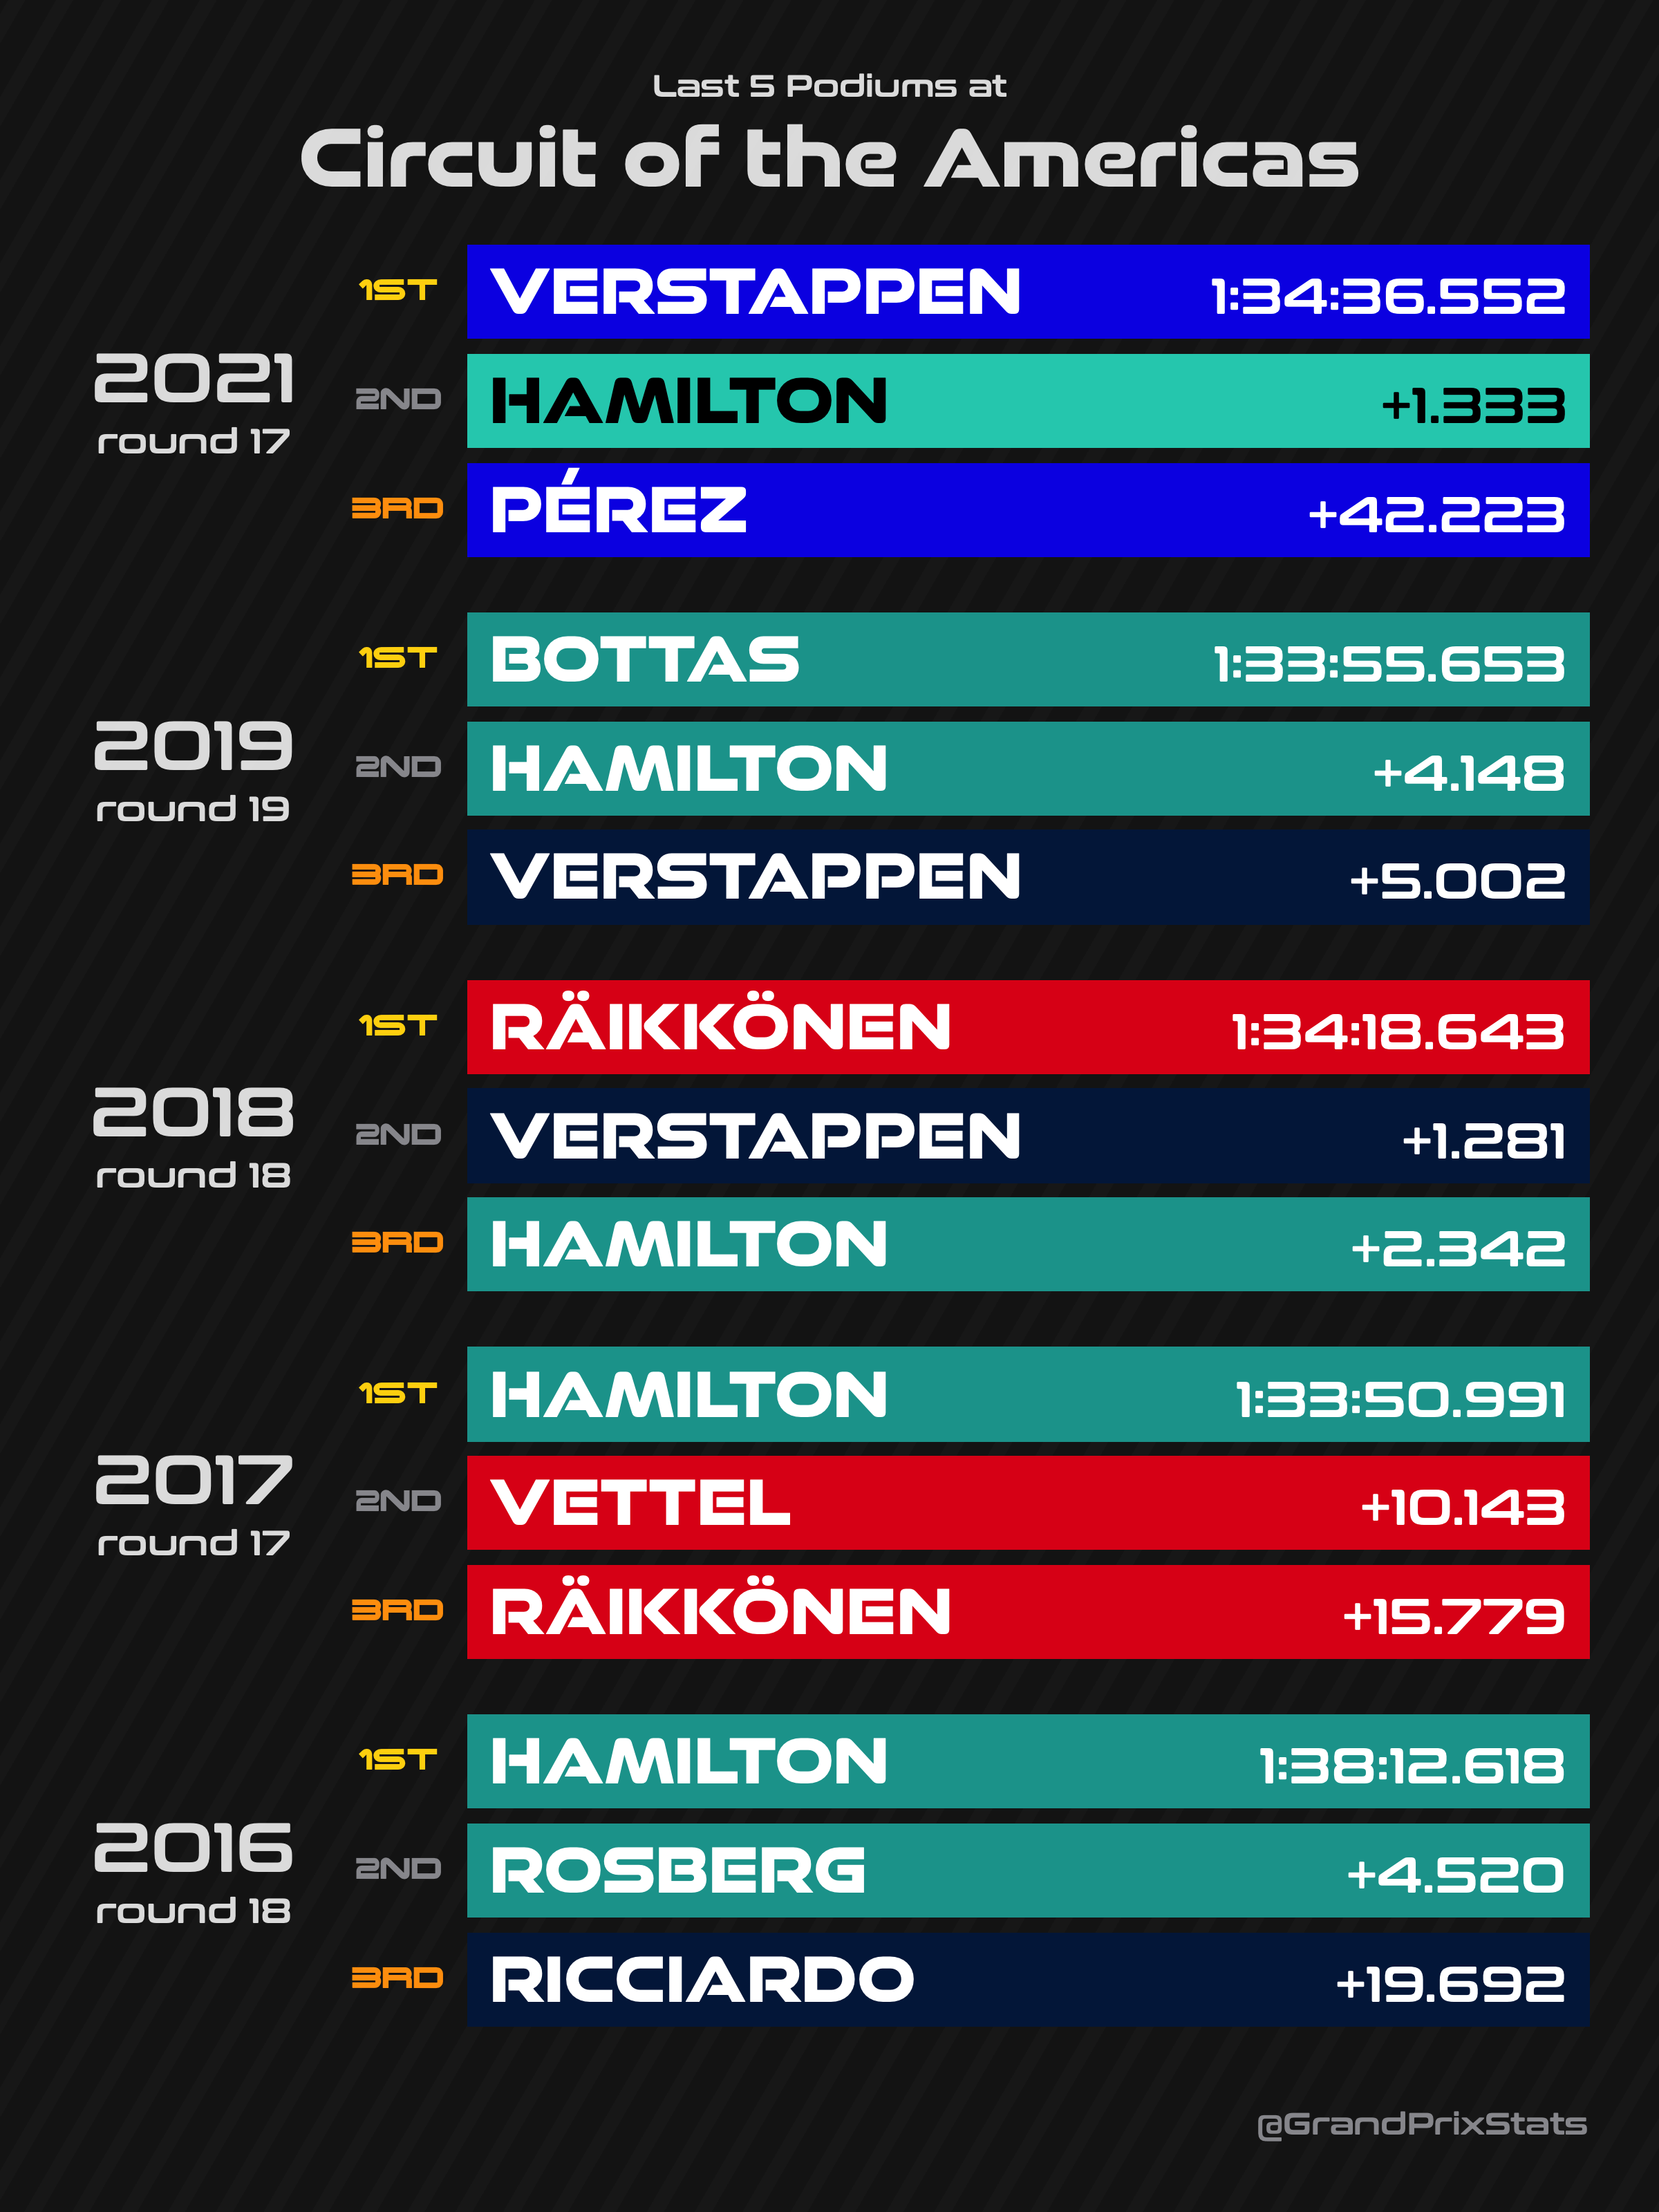 Last 5 Podiums at
Circuit of the Americas
2021
round 17
1ST VERSTAPPEN 1:34:36.552
2ND HAMILTON +1.333
3RD PÉREZ +42.223
2019
round 19
1ST BOTTAS 1:33:55.653
2ND HAMILTON +4.148
3RD VERSTAPPEN +5.002
2018
round 18
1ST RÄIKKÖNEN 1:34:18.643
2ND VERSTAPPEN +1.281
3RD HAMILTON +2.342
2017
round 17
1ST HAMILTON 1:33:50.991
2ND VETTEL +10.143
3RD RÄIKKÖNEN +15.779
2016
round 18
1ST HAMILTON 1:38:12.618
2ND ROSBERG +4.520
3RD RICCIARDO +19.692
@GrandPrixStats